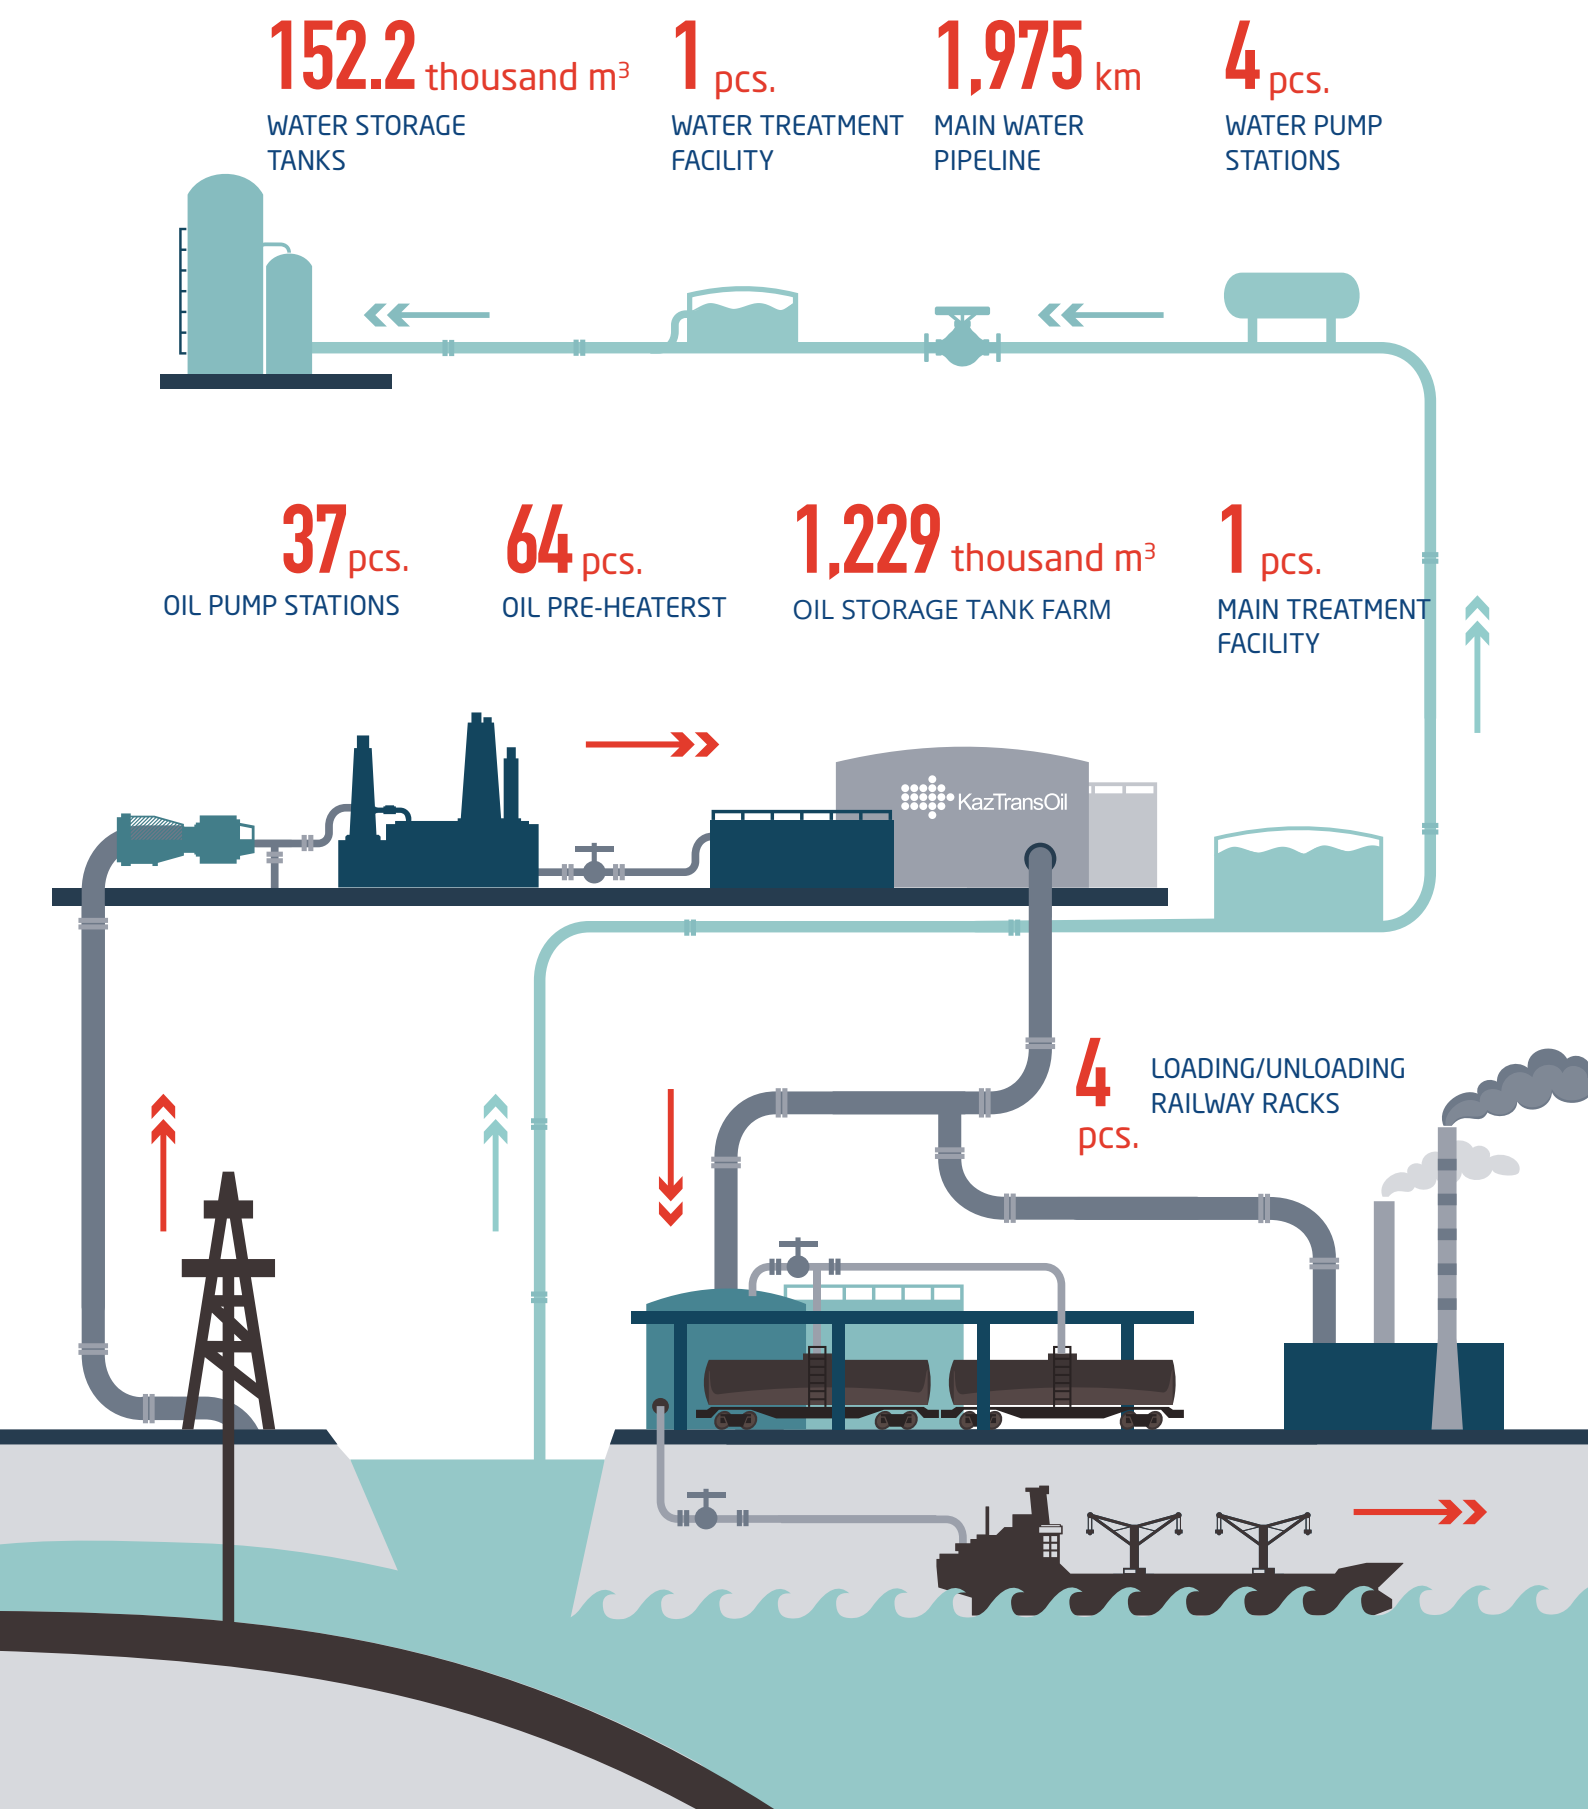 152.2 thousand m³
WATER STORAGE
TANKS
1 pcs.
WATER TREATMENT
FACILITY
1,975 km
MAIN WATER
PIPELINE
4 pcs.
WATER PUMP
STATIONS
37 pcs.
OIL PUMP STATIONS
64 pcs.
OIL PRE-HEATERST
1,229 thousand m³
OIL STORAGE TANK FARM
1 pcs.
MAIN TREATMENT
FACILITY
KazTransOil
4
pcs.
LOADING/UNLOADING
RAILWAY RACKS